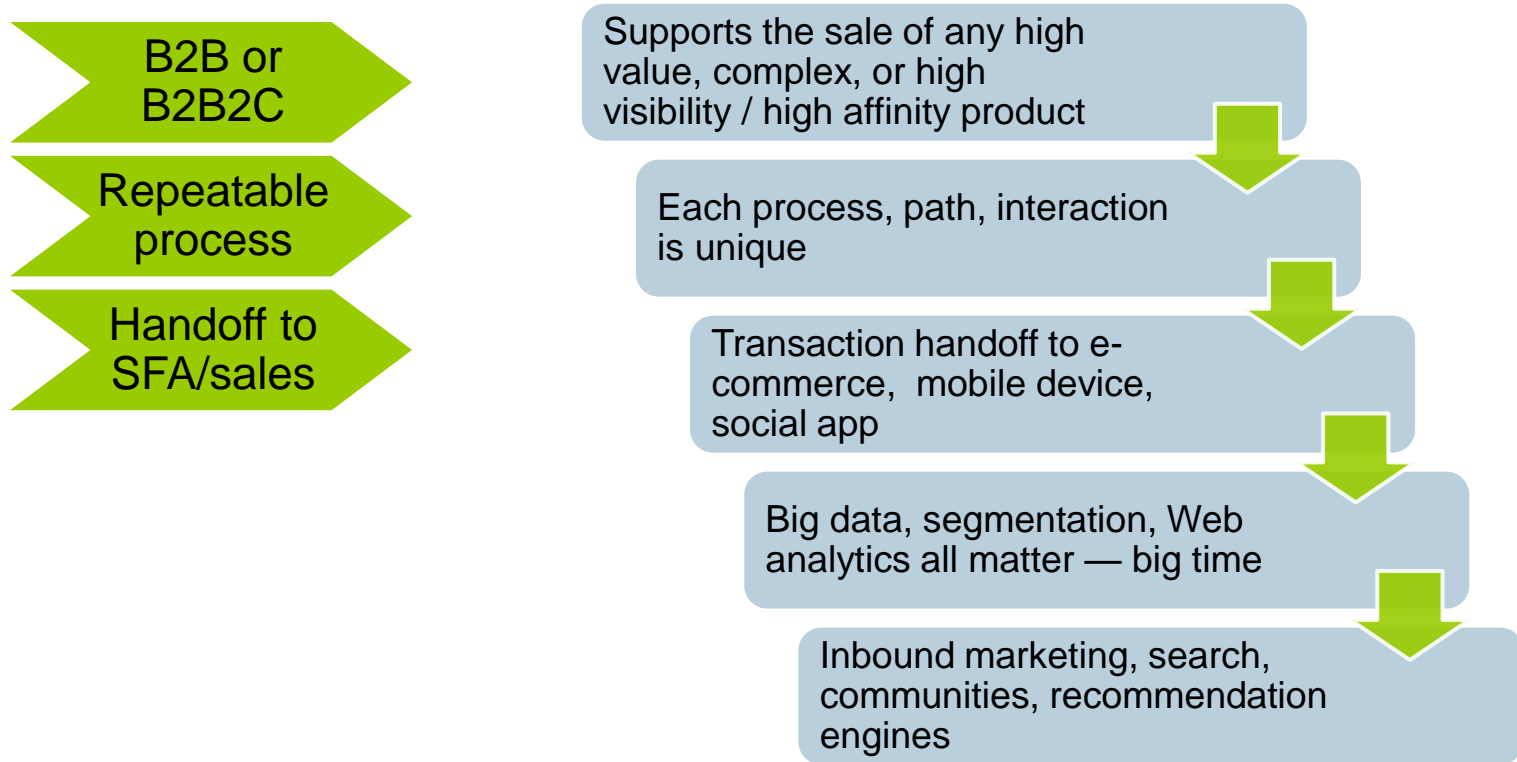 B2B or
B2B2C
Repeatable
process
Handoff to
SFA/sales
Supports the sale of any high
value, complex, or high
visibility / high affinity product
Each process, path, interaction
is unique
Transaction handoff to e-
commerce,  mobile device,
social app
Big data, segmentation, Web
analytics all matter — big time
Inbound marketing, search,
communities, recommendation
engines